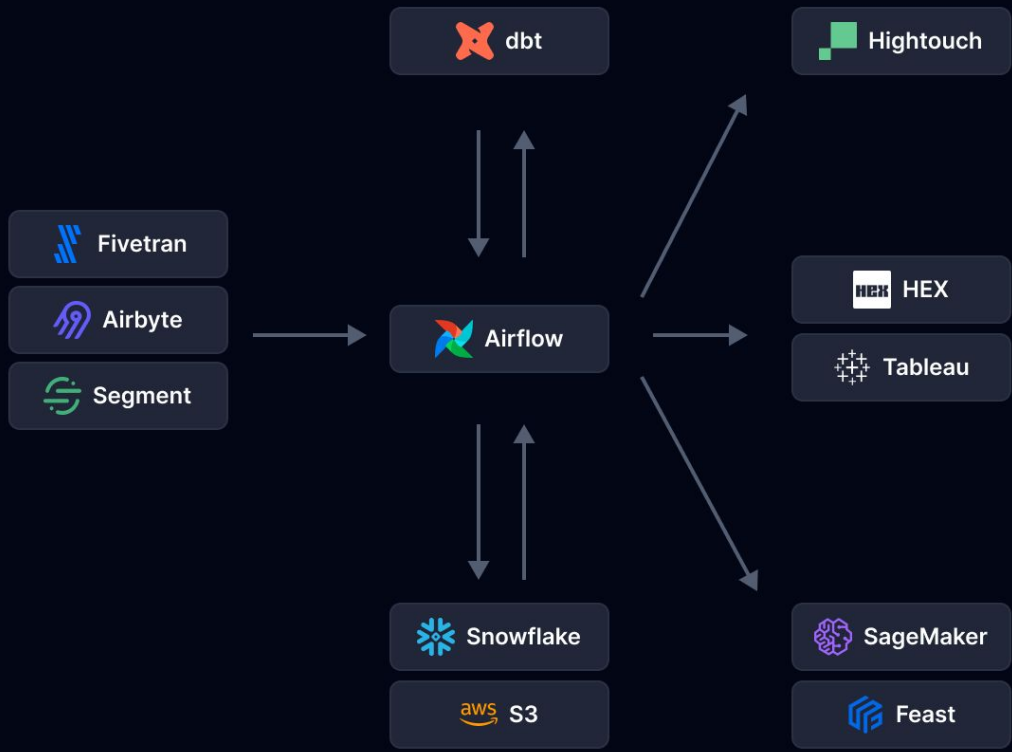 dbt
Hightouch
Fivetran
Airbyte
Segment
Airflow
HEX
HEX
Tableau
Snowflake
aws S3
SageMaker
Feast